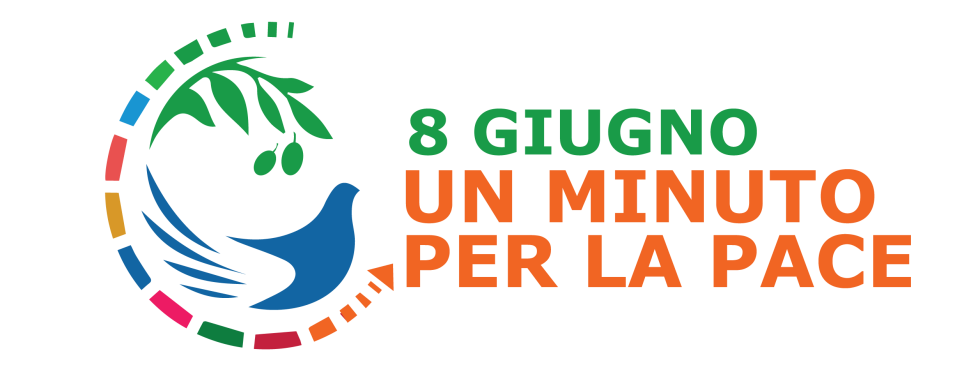 8 GIUGNO
UN MINUTO
PER LA PACE